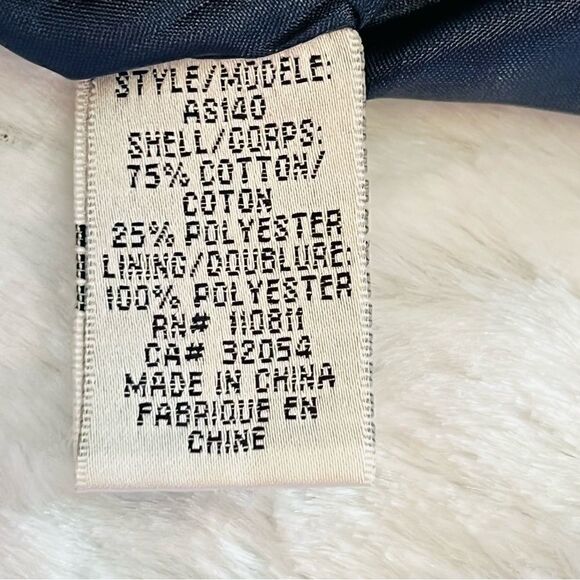 STYLE/MODELE:
AS140
SHELL/CORPS:
75% COTTON/
COTON
25% POLYESTER
LINING/DOUBLURE:
100% POLYESTER
RN# 110811
CA# 32054
MADE IN CHINA
FABRIQUE EN
CHINE